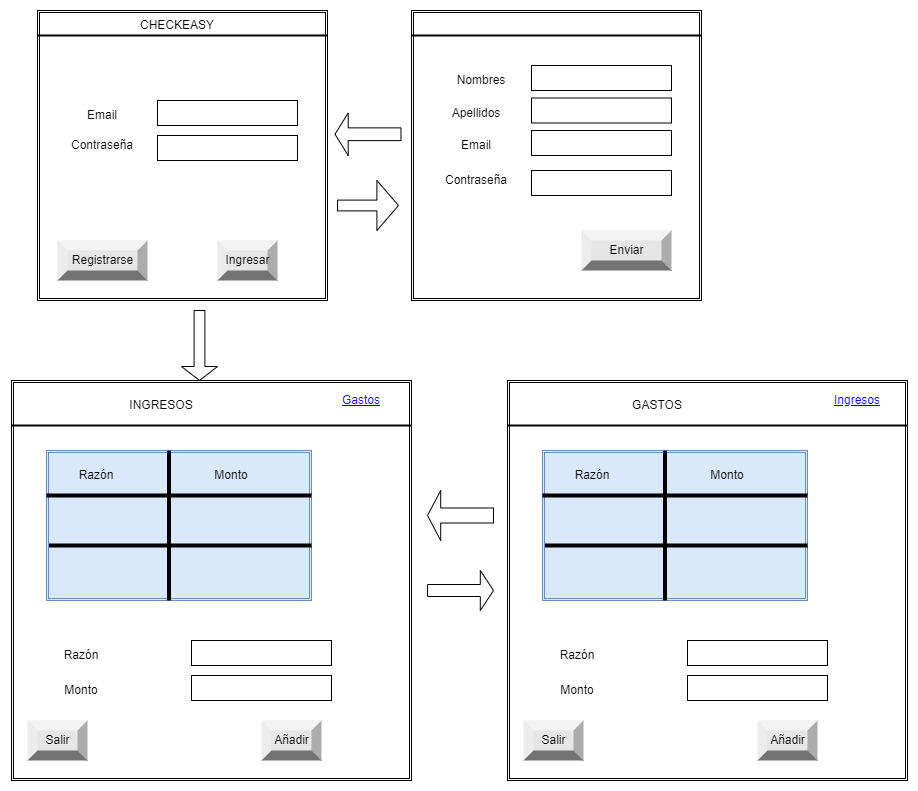 CHECKEASY
Email
Contraseña
Registrarse
Ingresar
Nombres
Apellidos
Email
Contraseña
Enviar
INGRESOS
Gastos
Razón
Monto
Razón
Monto
Salir
Añadir
GASTOS
Ingresos
Razón
Monto
Razón
Monto
Salir
Añadir